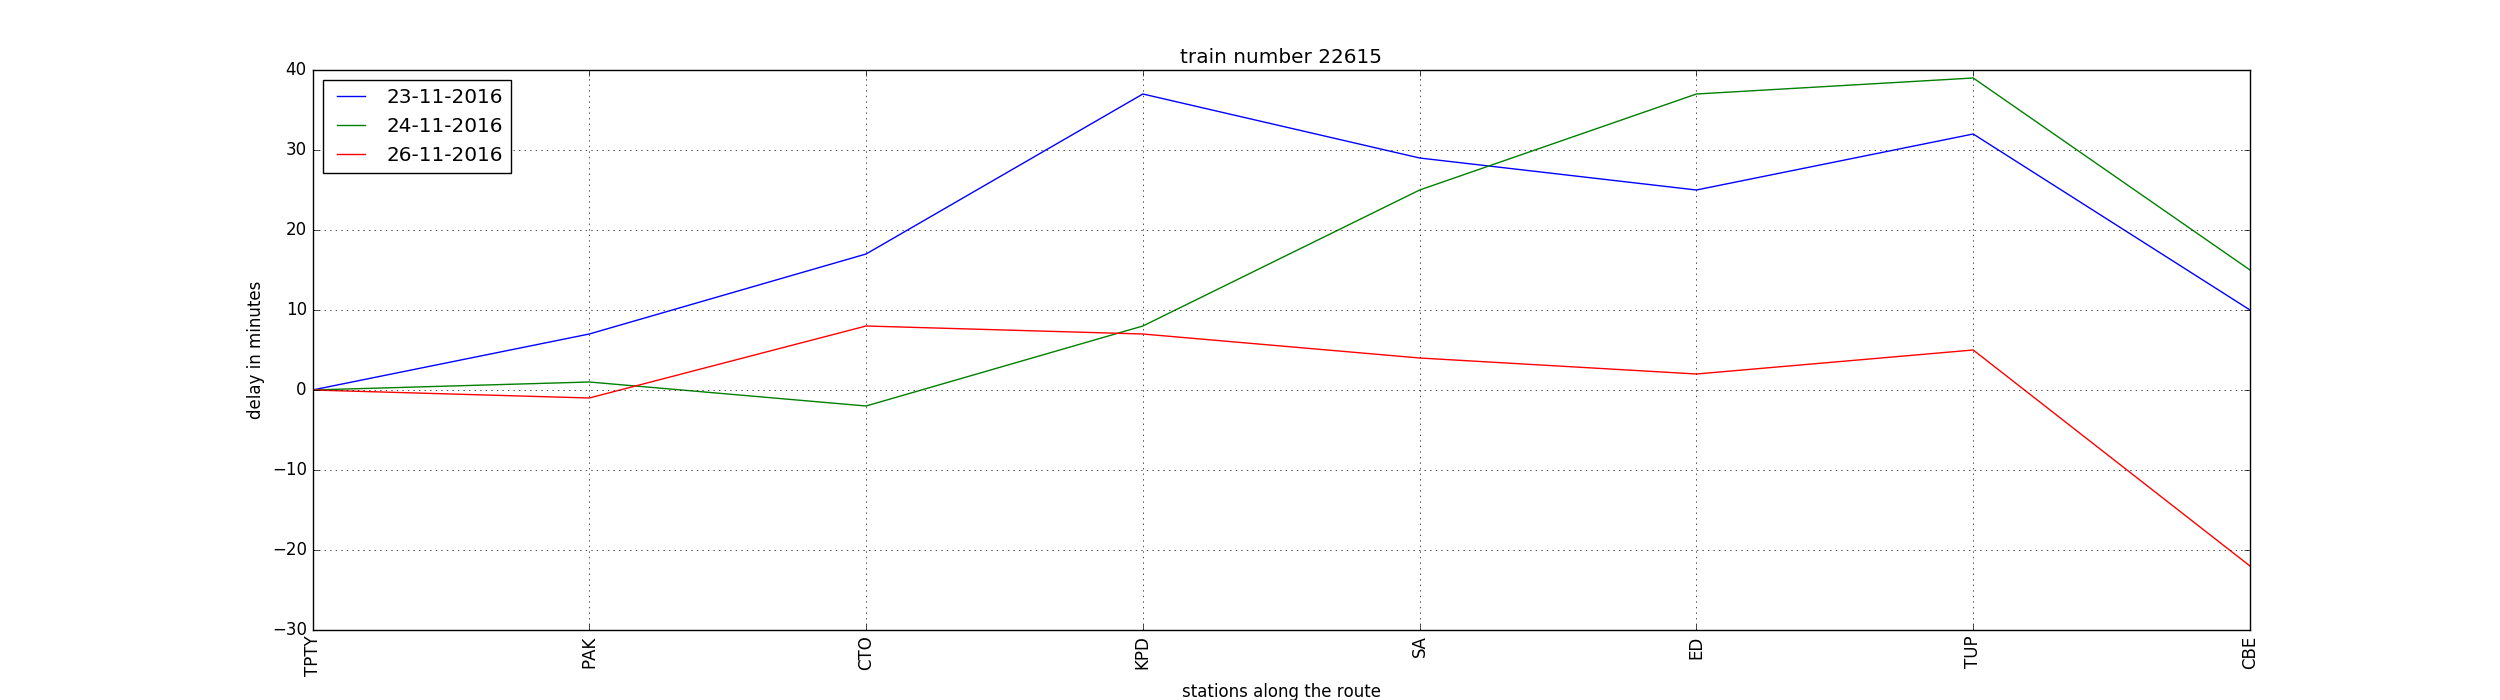 train number 22615
40
30
20
10
0
−10
−20
−30
delay in minutes
23-11-2016
24-11-2016
26-11-2016
TPTY
PAK
CTO
KPD
SA
ED
TUP
CBE
stations along the route